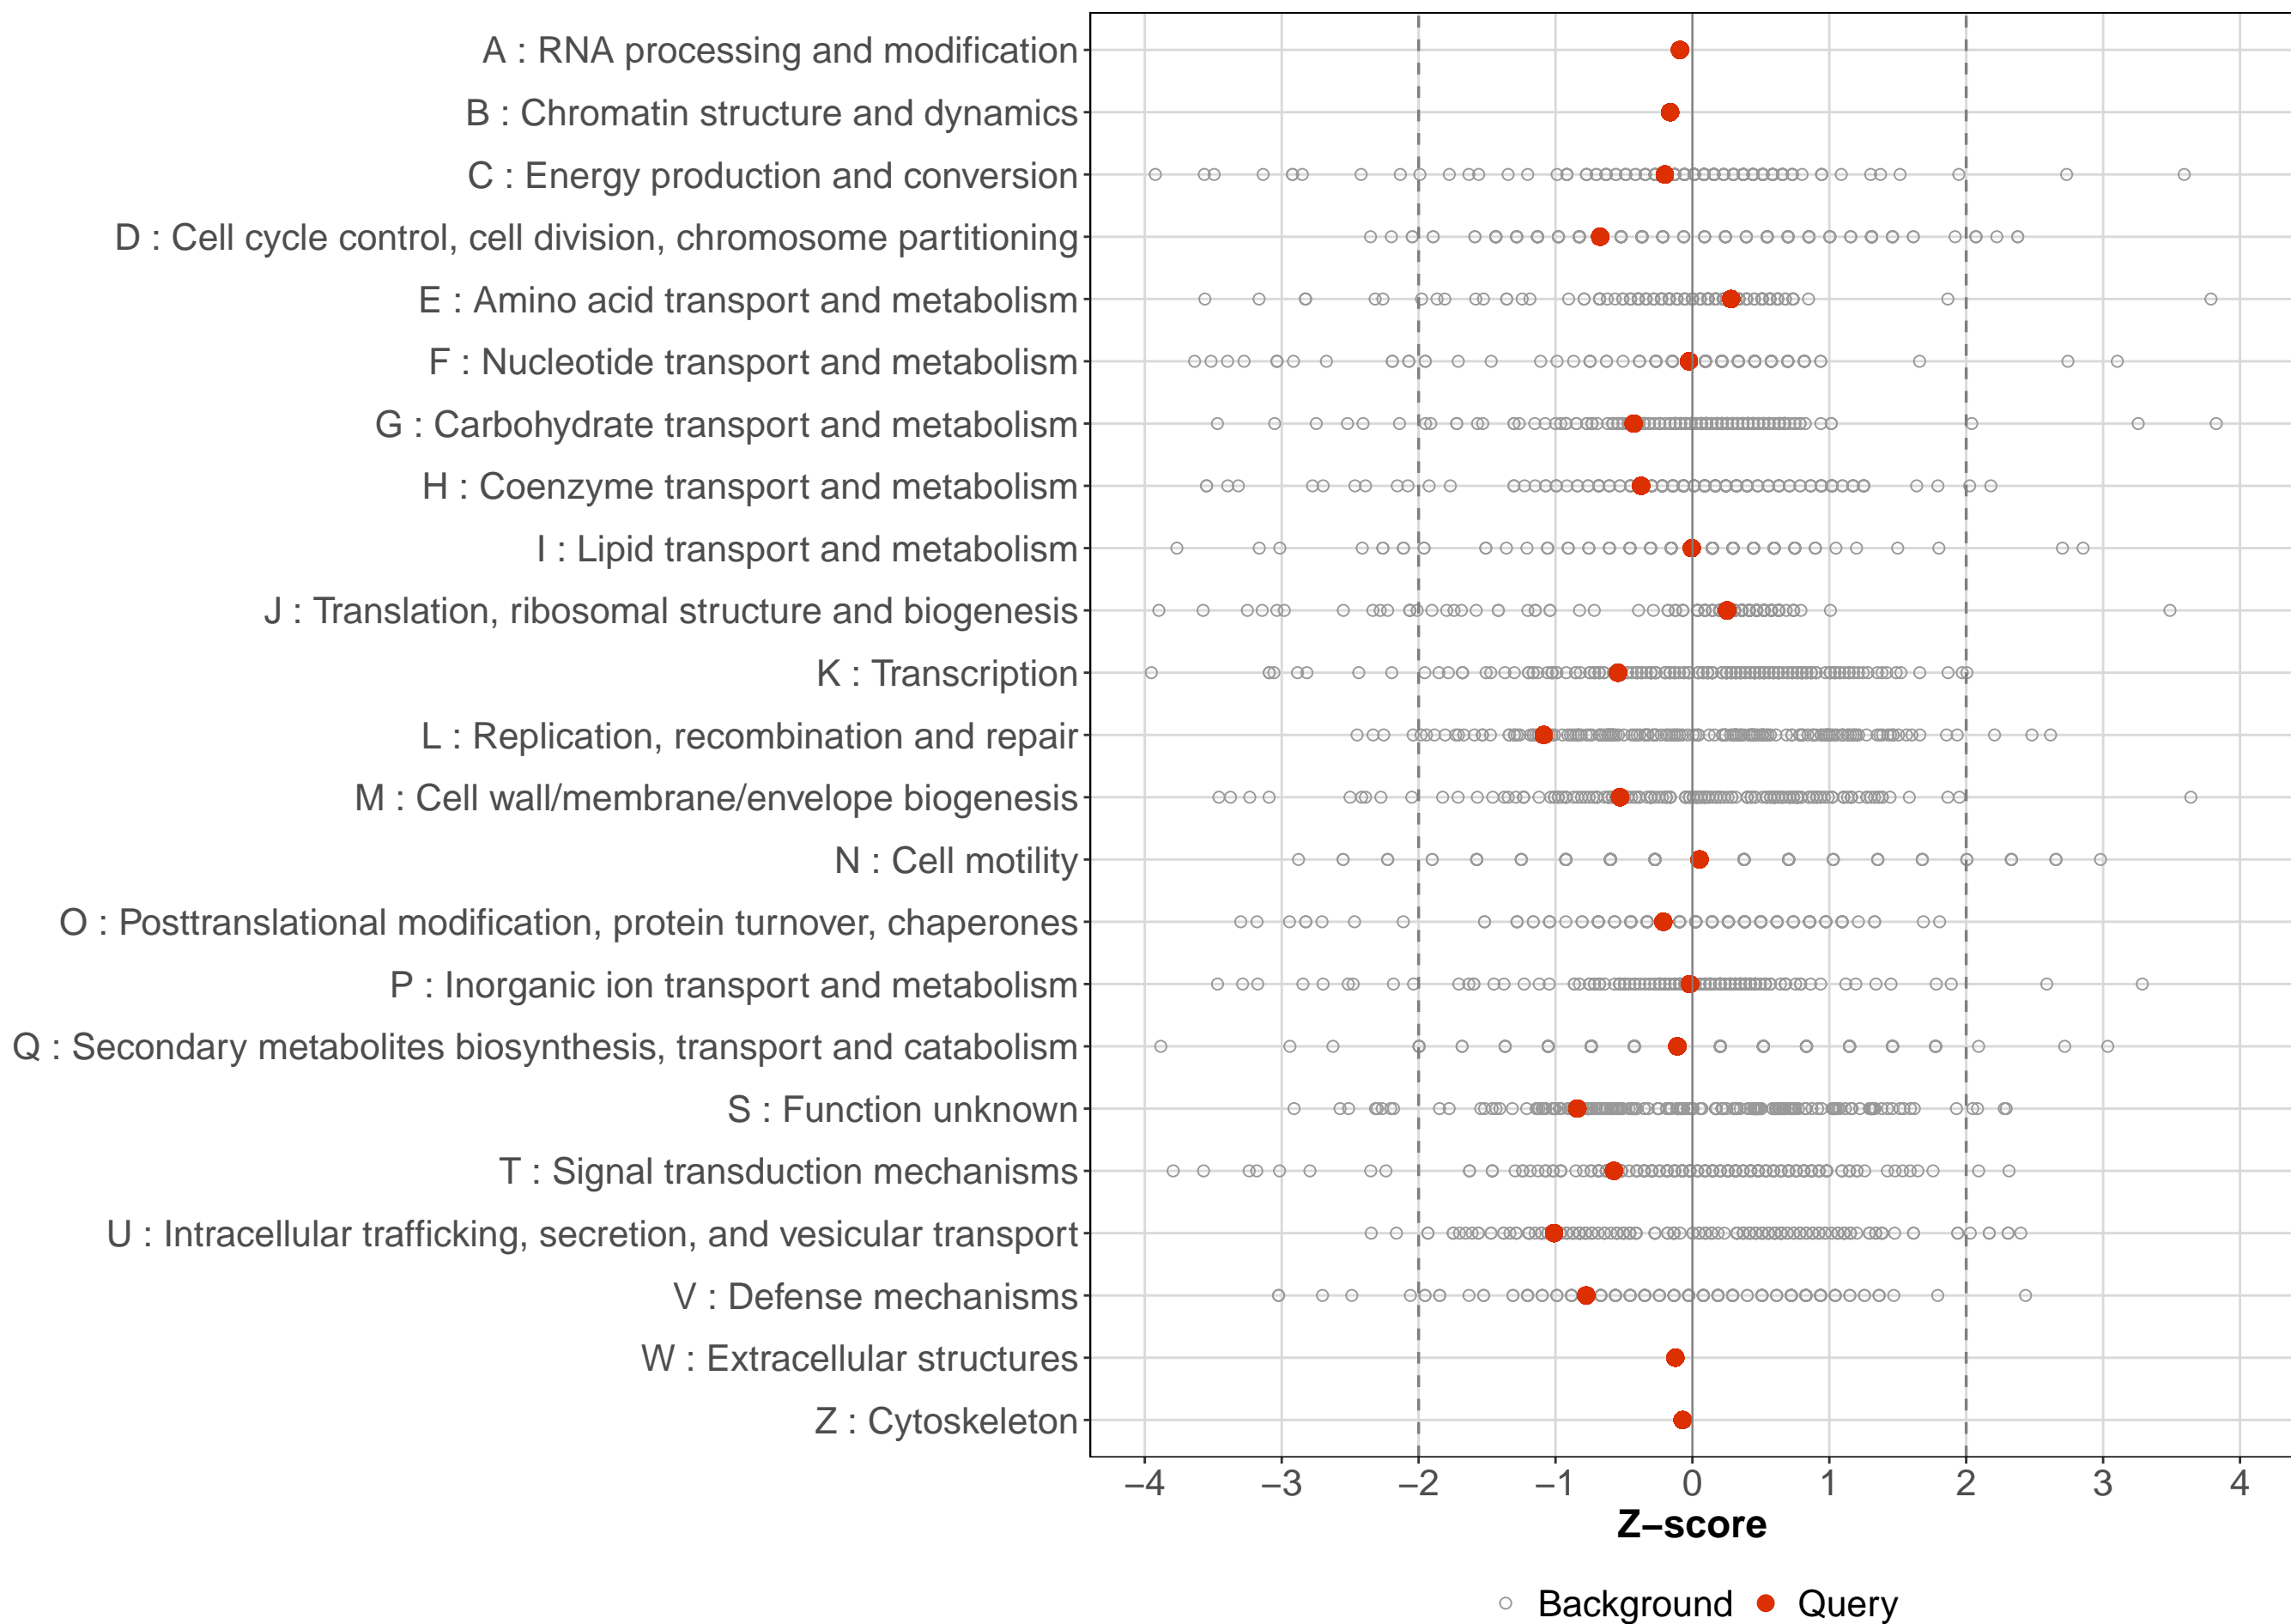 A : RNA processing and modification
B : Chromatin structure and dynamics
C : Energy production and conversion
D : Cell cycle control, cell division, chromosome partitioning
E : Amino acid transport and metabolism
F : Nucleotide transport and metabolism
G : Carbohydrate transport and metabolism
H : Coenzyme transport and metabolism
I : Lipid transport and metabolism
J : Translation, ribosomal structure and biogenesis
K : Transcription
L : Replication, recombination and repair
M : Cell wall/membrane/envelope biogenesis
N : Cell motility
O : Posttranslational modification, protein turnover, chaperones
P : Inorganic ion transport and metabolism
Q : Secondary metabolites biosynthesis, transport and catabolism
S : Function unknown
T : Signal transduction mechanisms
U : Intracellular trafficking, secretion, and vesicular transport
V : Defense mechanisms
W : Extracellular structures
Z : Cytoskeleton
−4 −3 −2 −1 0 1 2 3 4
Z−score
Background Query